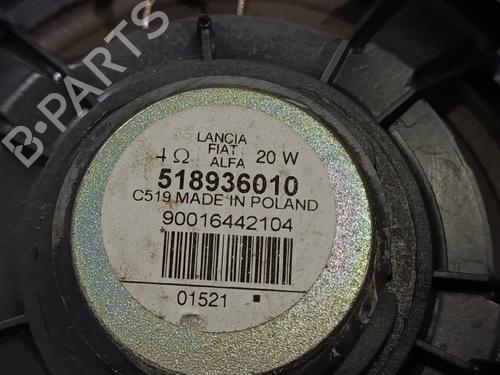 B-PARTS
LANCIA
FIAT
4 Ω ALFA 20 W
518936010
C519 MADE IN POLAND
90016442104
01521